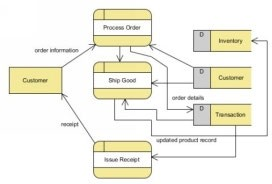 Process Order
D
Inventory
order information
Customer
Ship Good
D
Customer
order details
D
Transaction
receipt
updated product record
Issue Receipt